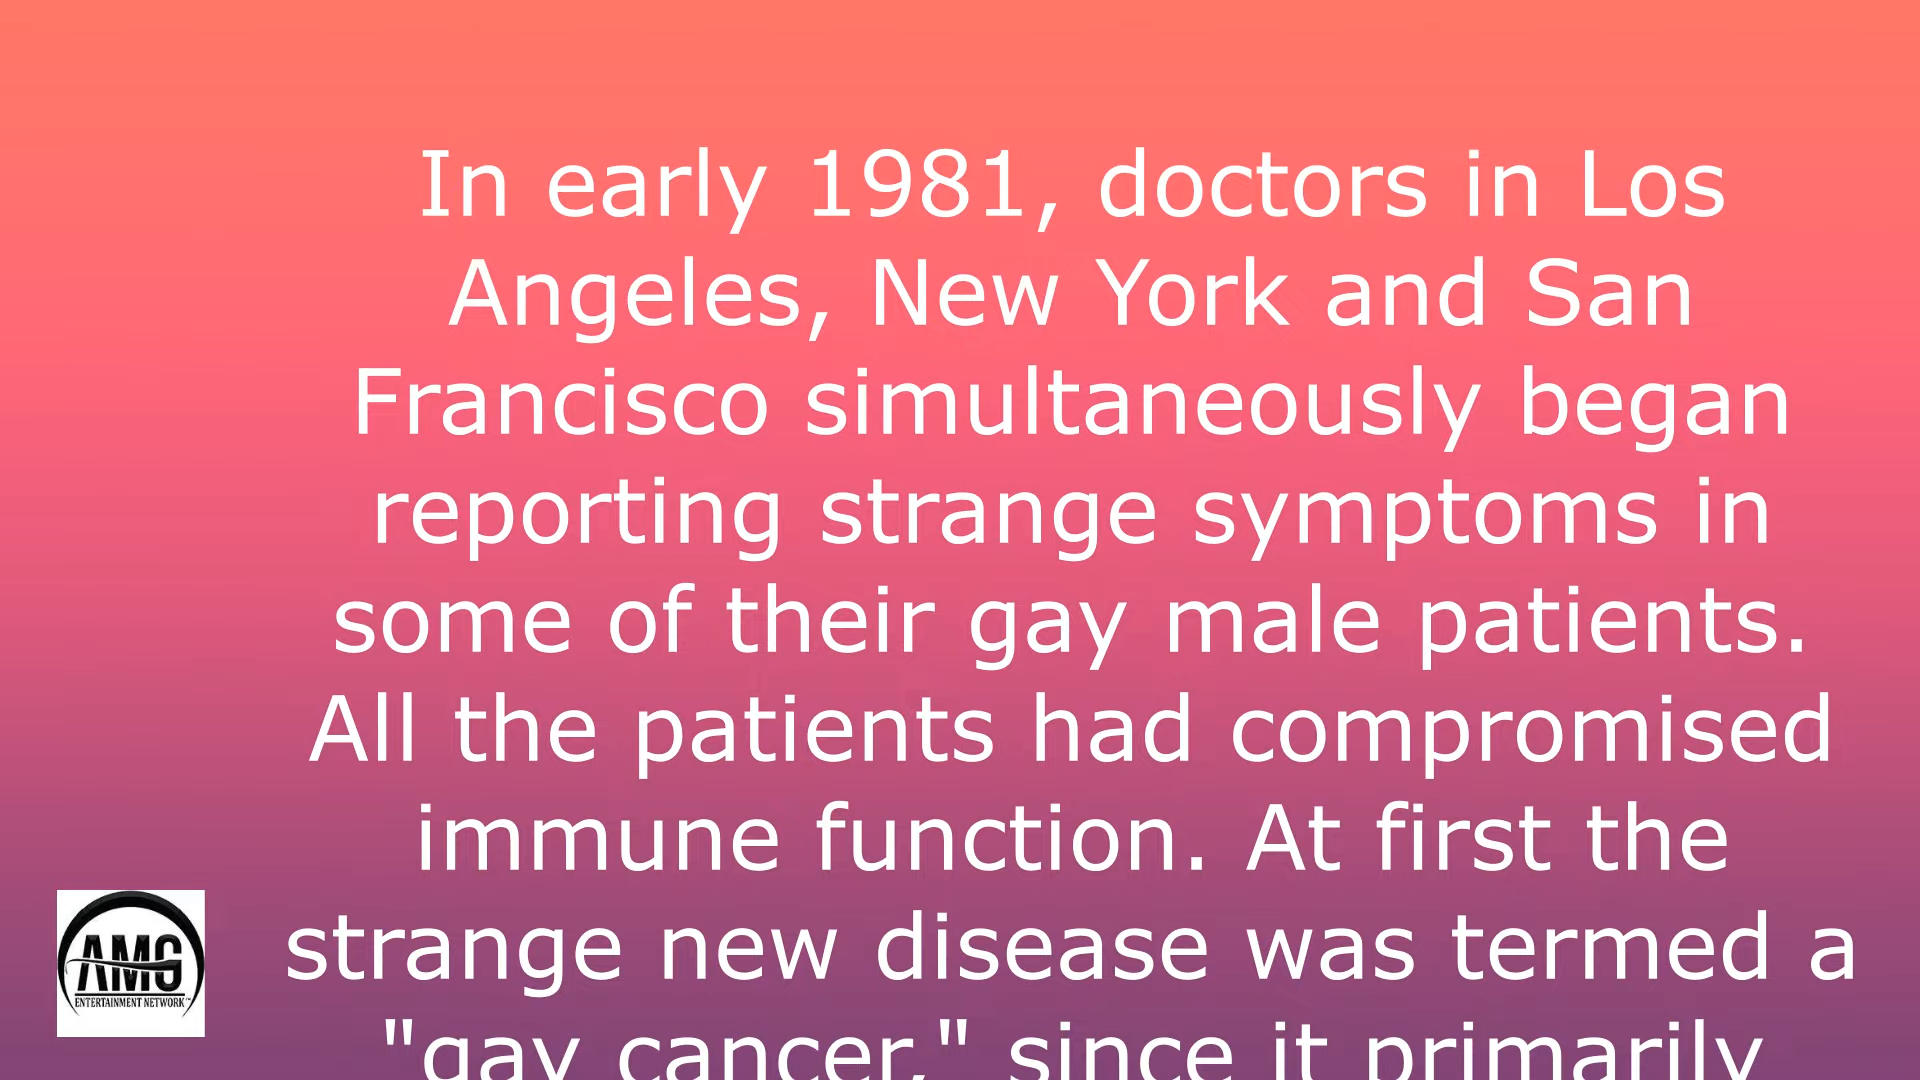 In early 1981, doctors in Los
Angeles, New York and San
Francisco simultaneously began
reporting strange symptoms in
some of their gay male patients.
All the patients had compromised
immune function. At first the
strange new disease was termed a
"gay cancer," since it primarily
AMG
ENTERTAINMENT NETWORK™